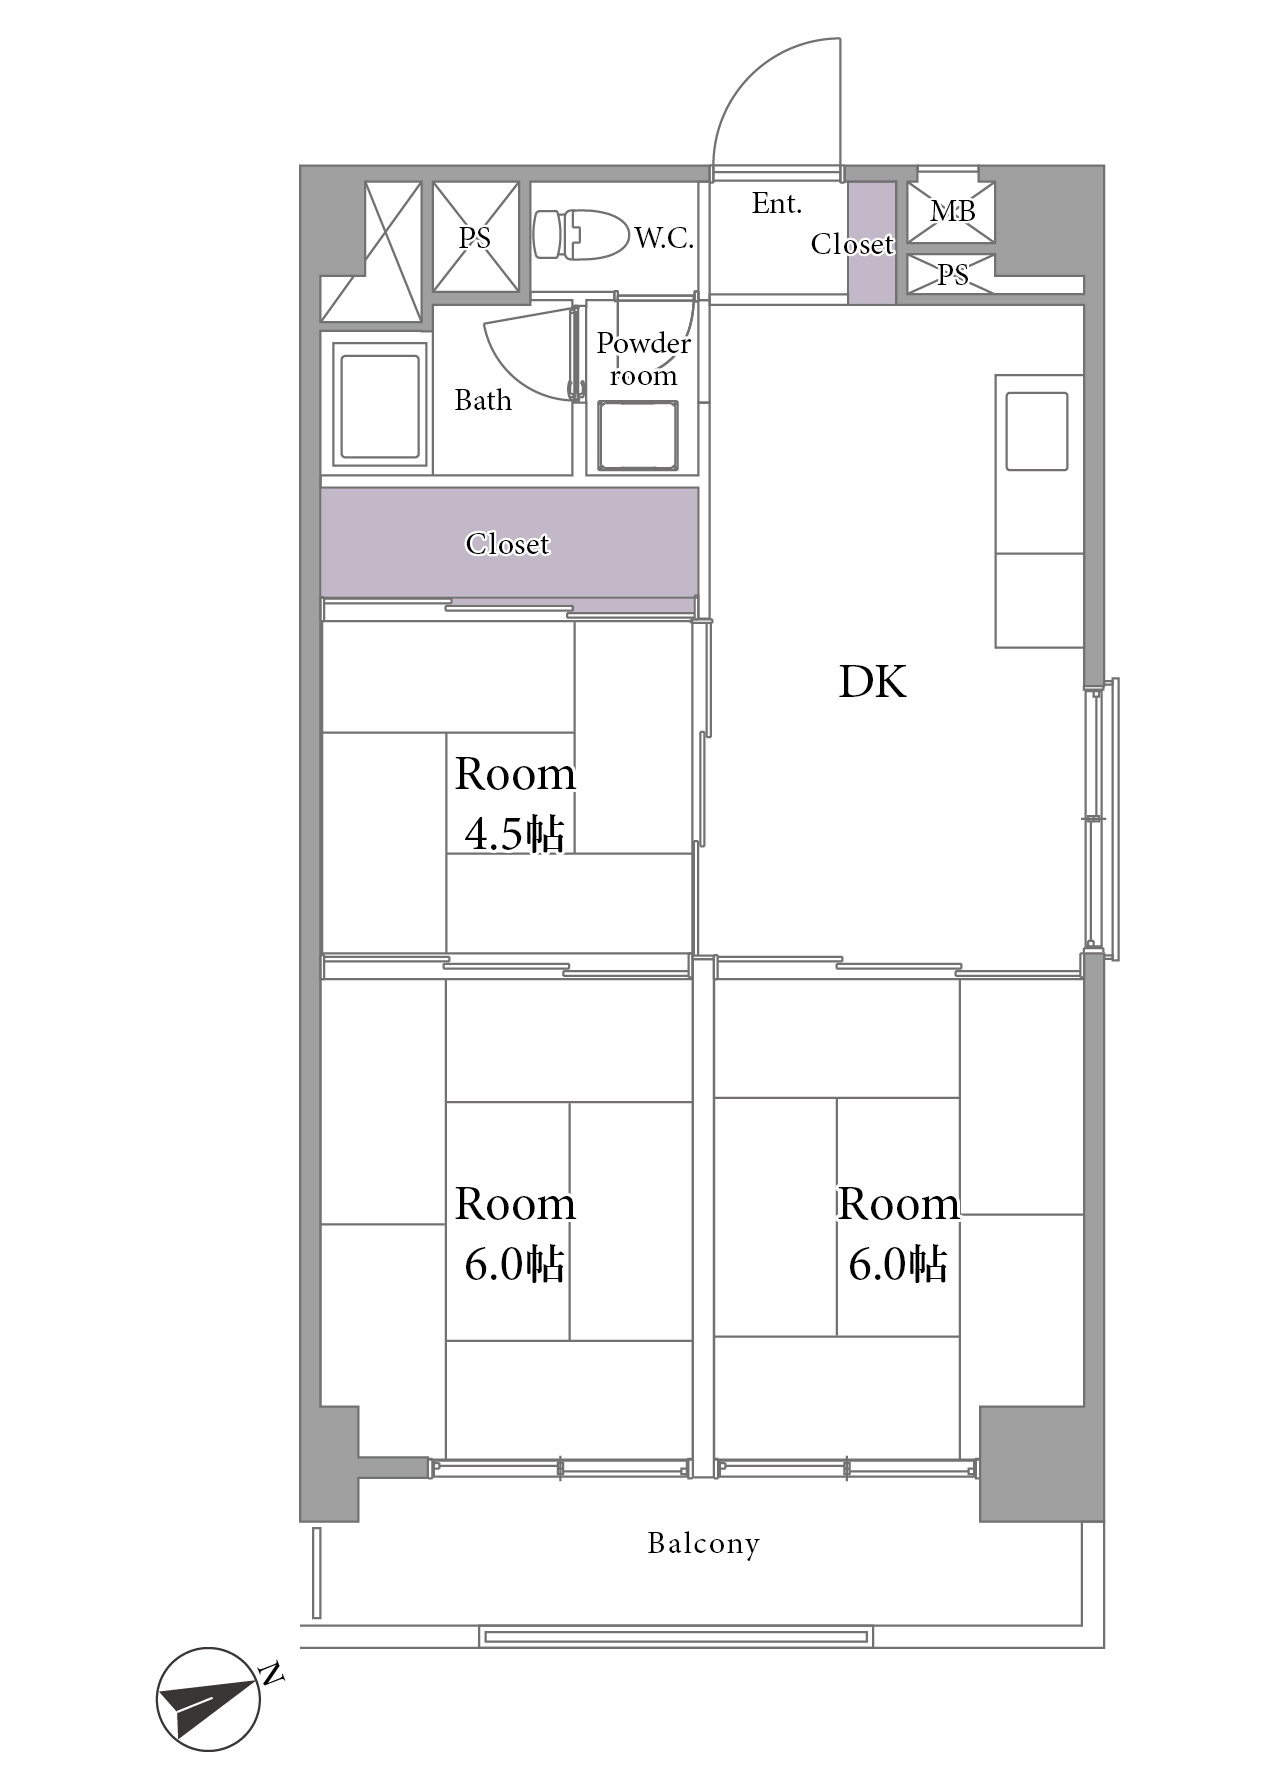 Ent.
MB
PS
W.C.
Closet
PS
Powder
room
Bath
Closet
DK
Room
4.5帖
Room
6.0帖
Room
6.0帖
Balcony
N